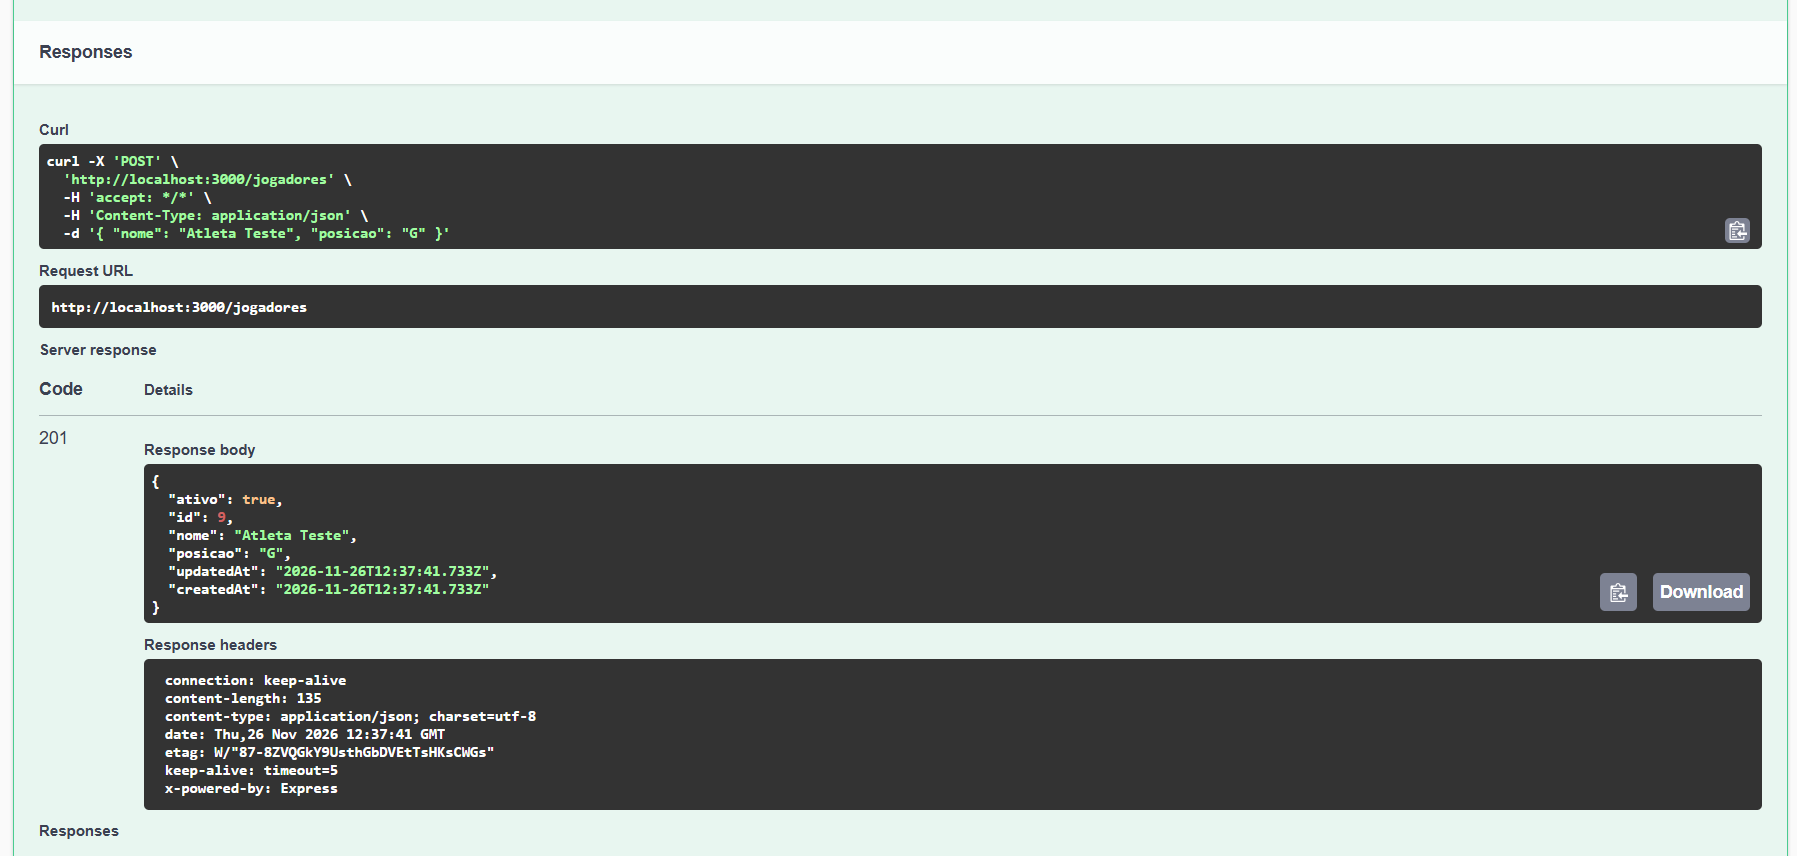 Responses
Curl
curl -X 'POST' \
  'http://localhost:3000/jogadores' \
  -H 'accept: */*' \
  -H 'Content-Type: application/json' \
  -d '{ "nome": "Atleta Teste", "posicao": "G" }'
Request URL
http://localhost:3000/jogadores
Server response
Code Details
201
Response body
{
  "ativo": true,
  "id": 9,
  "nome": "Atleta Teste",
  "posicao": "G",
  "updatedAt": "2026-11-26T12:37:41.733Z",
  "createdAt": "2026-11-26T12:37:41.733Z"
}
Download
Response headers
connection: keep-alive
content-length: 135
content-type: application/json; charset=utf-8
date: Thu,26 Nov 2026 12:37:41 GMT
etag: W/"87-8ZVQGkY9UsthGbDVEtTsHKsCWGs"
keep-alive: timeout=5
x-powered-by: Express
Responses